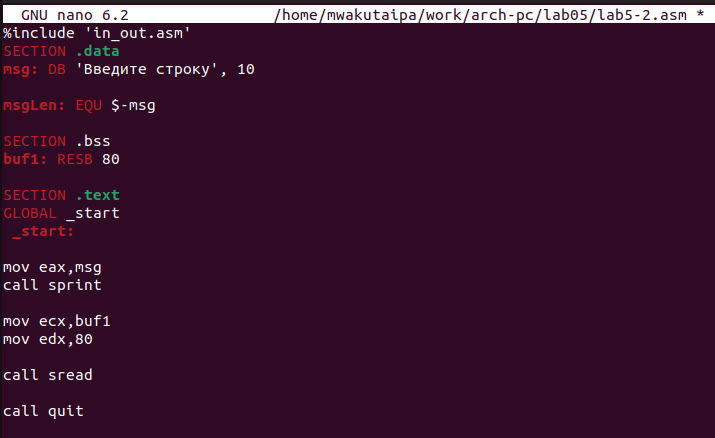 GNU nano 6.2 /home/mwakutaipa/work/arch-pc/lab05/lab5-2.asm *
%include 'in_out.asm'
SECTION .data
msg: DB 'Введите строку', 10
msgLen: EQU $-msg
SECTION .bss
buf1: RESB 80
SECTION .text
GLOBAL _start
_start:
mov eax,msg
call sprint
mov ecx,buf1
mov edx,80
call sread
call quit